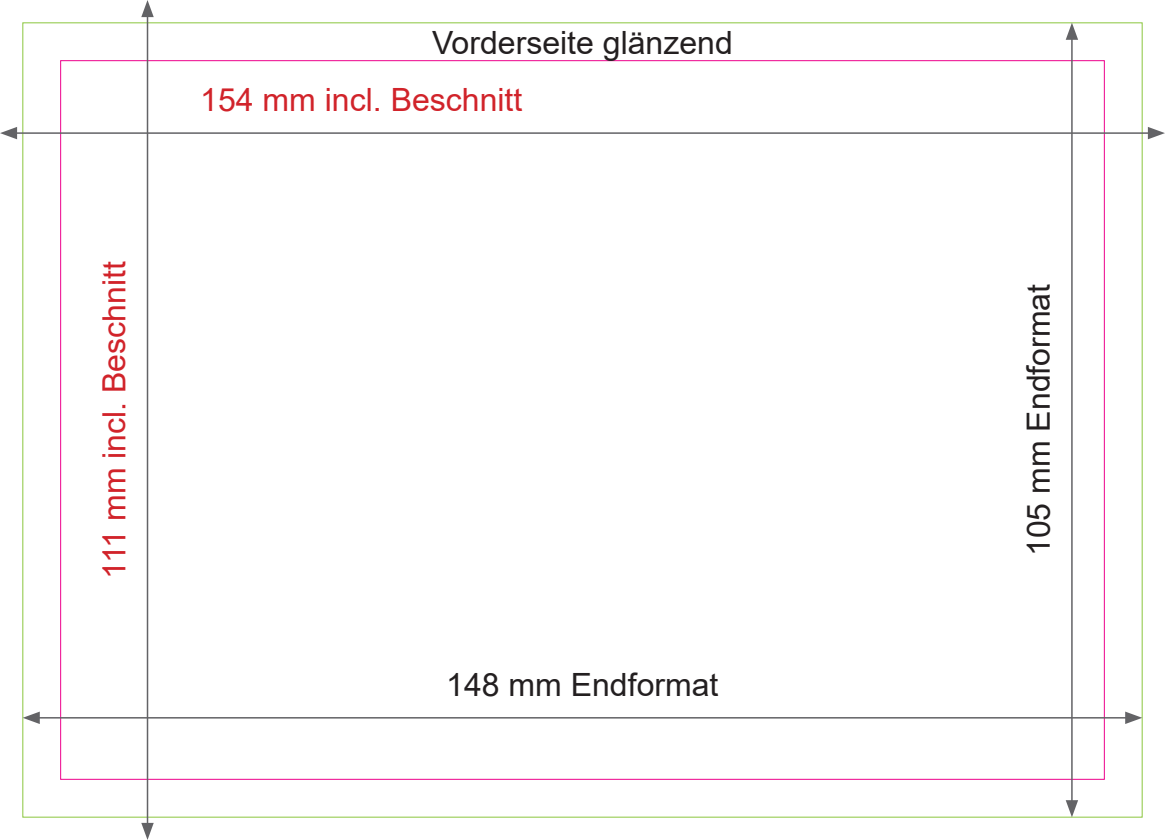 Vorderseite glänzend
154 mm incl. Beschnitt
111 mm incl. Beschnitt
105 mm Endformat
148 mm Endformat